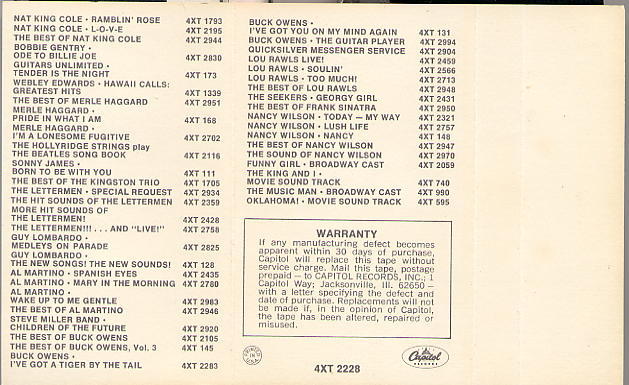 NAT KING COLE • RAMBLIN' ROSE 4XT 1793
NAT KING COLE • L-O-V-E 4XT 2195
THE BEST OF NAT KING COLE 4XT 2944
BOBBIE GENTRY •
ODE TO BILLIE JOE 4XT 2830
GUITARS UNLIMITED •
TENDER IS THE NIGHT 4XT 173
WEBLEY EDWARDS • HAWAII CALLS:
GREATEST HITS 4XT 1339
THE BEST OF MERLE HAGGARD 4XT 2951
MERLE HAGGARD •
PRIDE IN WHAT I AM 4XT 168
MERLE HAGGARD •
I'M A LONESOME FUGITIVE 4XT 2702
THE HOLLYRIDGE STRINGS play
THE BEATLES SONG BOOK 4XT 2116
SONNY JAMES •
BORN TO BE WITH YOU 4XT 111
THE BEST OF THE KINGSTON TRIO 4XT 1705
THE LETTERMEN • SPECIAL REQUEST 4XT 2934
THE HIT SOUNDS OF THE LETTERMEN 4XT 2359
MORE HIT SOUNDS OF
THE LETTERMEN! 4XT 2428
THE LETTERMEN!!! . . . AND "LIVE!" 4XT 2758
GUY LOMBARDO •
MEDLEYS ON PARADE 4XT 2825
GUY LOMBARDO •
THE NEW SONGS! THE NEW SOUNDS! 4XT 128
AL MARTINO • SPANISH EYES 4XT 2435
AL MARTINO • MARY IN THE MORNING 4XT 2780
AL MARTINO •
WAKE UP TO ME GENTLE 4XT 2983
THE BEST OF AL MARTINO 4XT 2946
STEVE MILLER BAND •
CHILDREN OF THE FUTURE 4XT 2920
THE BEST OF BUCK OWENS 4XT 2105
THE BEST OF BUCK OWENS, Vol. 3 4XT 145
BUCK OWENS •
I'VE GOT A TIGER BY THE TAIL 4XT 2283
BUCK OWENS •
I'VE GOT YOU ON MY MIND AGAIN 4XT 131
BUCK OWENS • THE GUITAR PLAYER 4XT 2994
QUICKSILVER MESSENGER SERVICE 4XT 2904
LOU RAWLS LIVE! 4XT 2459
LOU RAWLS • SOULIN' 4XT 2566
LOU RAWLS • TOO MUCH! 4XT 2713
THE BEST OF LOU RAWLS 4XT 2948
THE SEEKERS • GEORGY GIRL 4XT 2431
THE BEST OF FRANK SINATRA 4XT 2950
NANCY WILSON • TODAY — MY WAY 4XT 2321
NANCY WILSON • LUSH LIFE 4XT 2757
NANCY WILSON • NANCY 4XT 148
THE BEST OF NANCY WILSON 4XT 2947
THE SOUND OF NANCY WILSON 4XT 2970
FUNNY GIRL • BROADWAY CAST 4XT 2059
THE KING AND I •
MOVIE SOUND TRACK 4XT 740
THE MUSIC MAN • BROADWAY CAST 4XT 990
OKLAHOMA! • MOVIE SOUND TRACK 4XT 595
WARRANTY
If any manufacturing defect becomes
apparent within 30 days of purchase,
Capitol will replace this tape without
service charge. Mail this tape, postage
prepaid — to CAPITOL RECORDS, INC.; 1
Capitol Way; Jacksonville, Ill. 62650 —
with a letter specifying the defect and
date of purchase. Replacements will not
be made if, in the opinion of Capitol,
the tape has been altered, repaired or
misused.
PRINTED
IN
U.S.A.
4XT 2228
Capitol
RECORDS